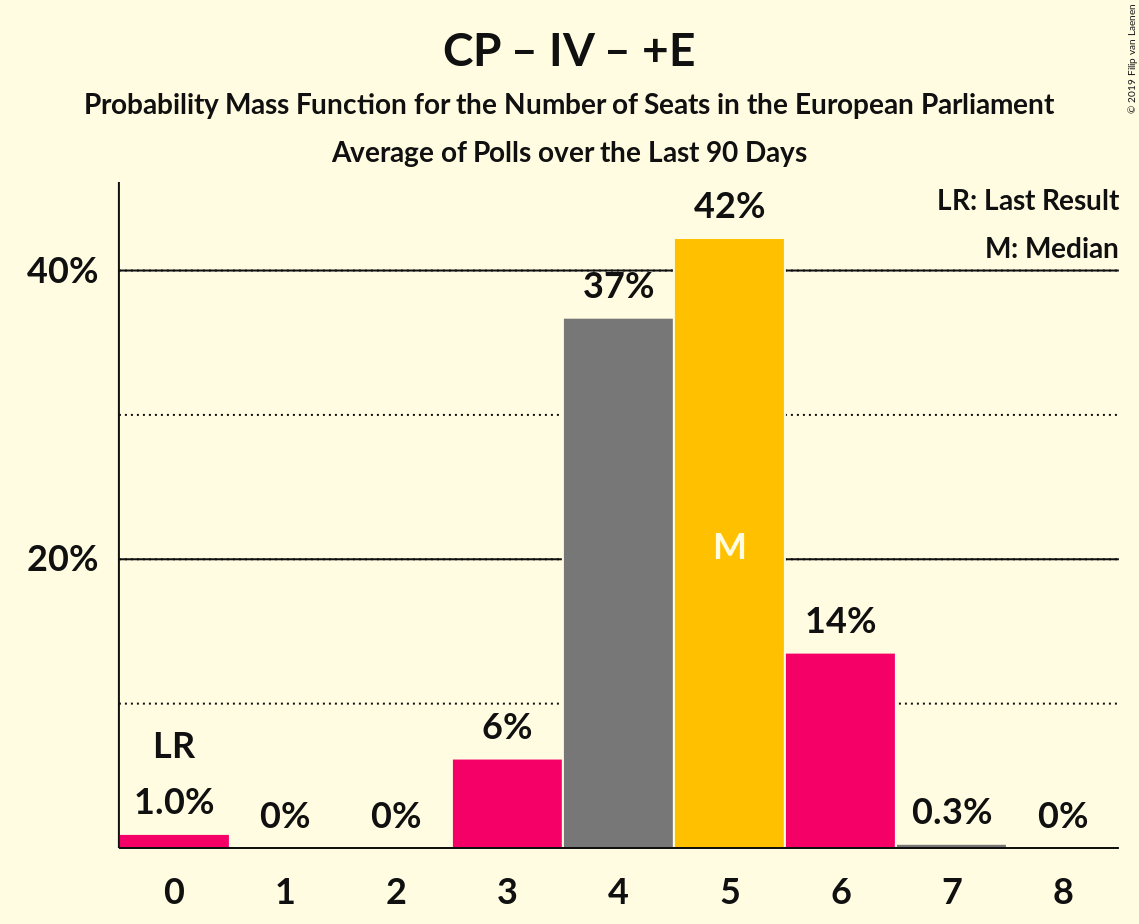 CP – IV – +E
Probability Mass Function for the Number of Seats in the European Parliament
Average of Polls over the Last 90 Days
© 2019 Filip van Laenen
LR: Last Result
M: Median
40%
20%
LR
1.0%
0%
0%
6%
37%
42%
M
14%
0.3%
0%
0 1 2 3 4 5 6 7 8